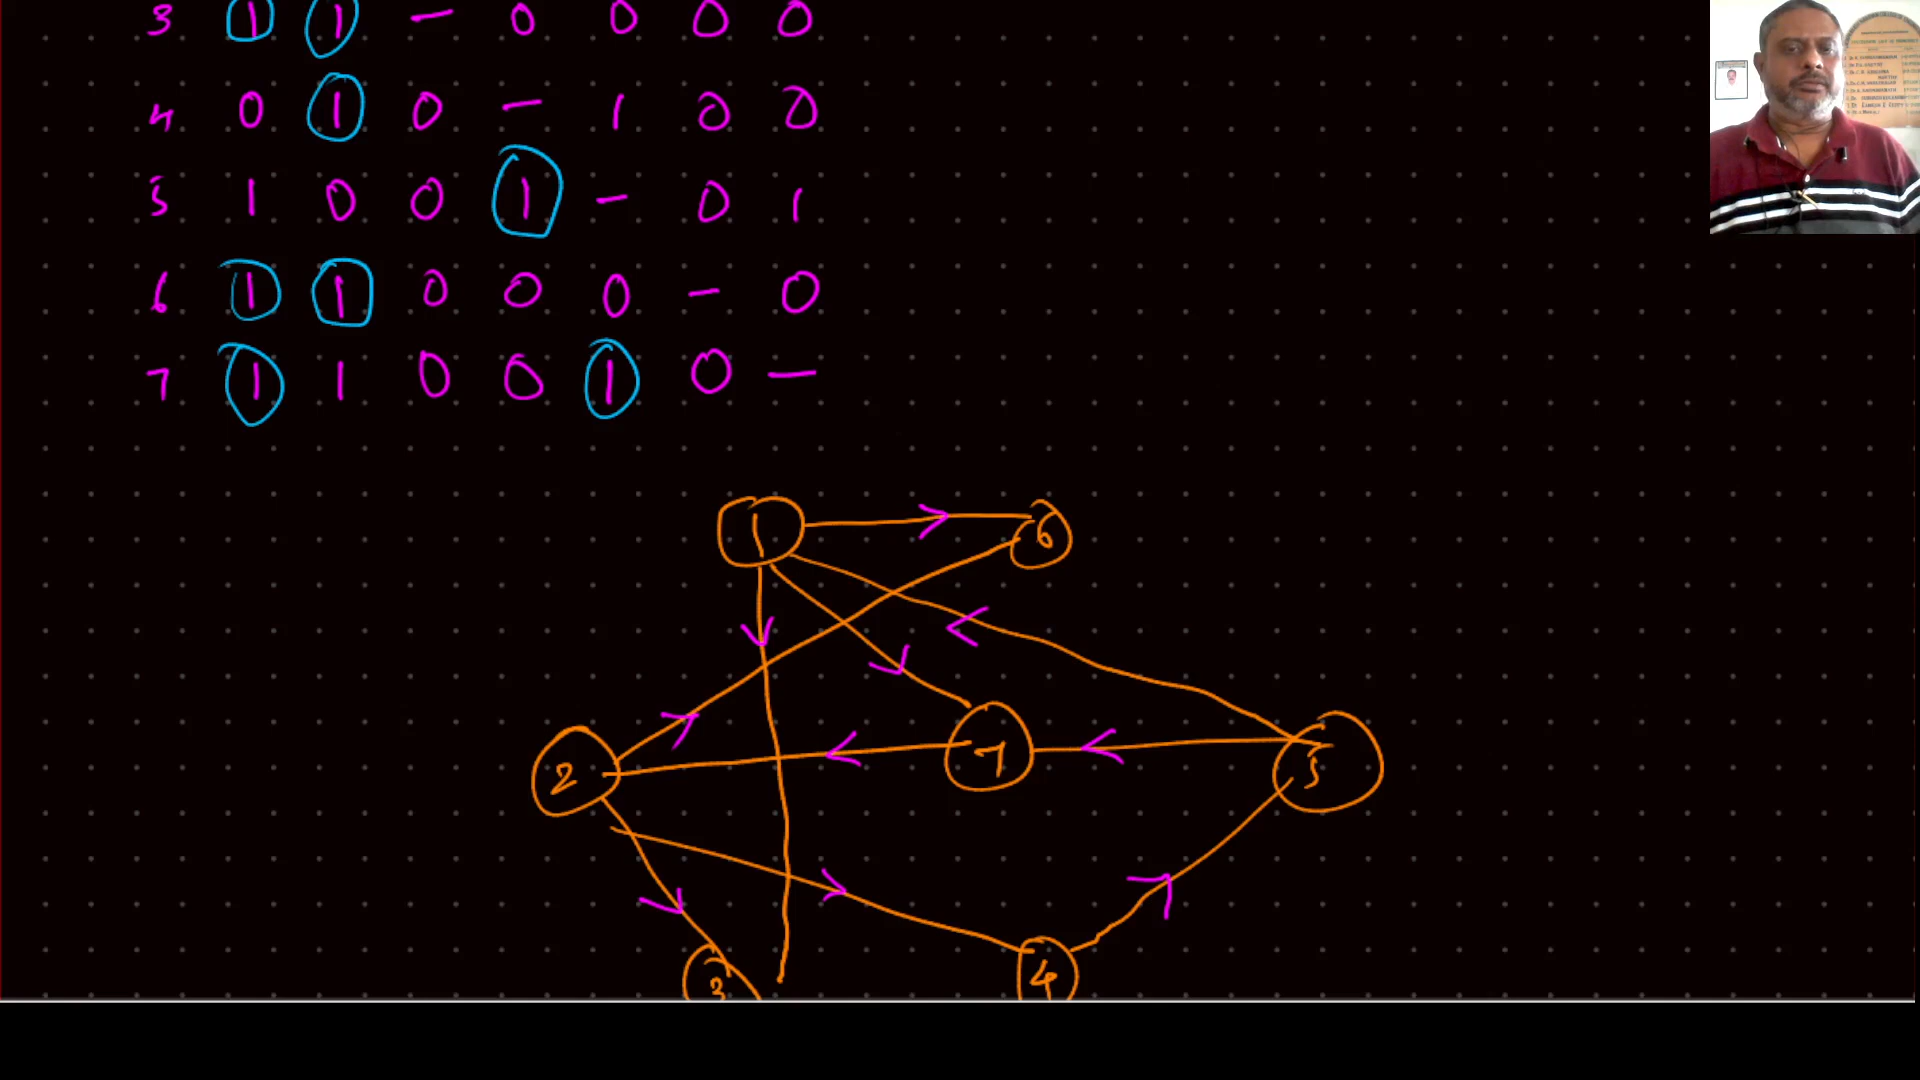 3 1 1 - 0 0 0 0
4 0 1 0 - 1 0 0
5 1 0 0 1 - 0 1
6 1 1 0 0 0 - 0
7 1 1 0 0 1 0 -
1 6
2 7 5
3 4